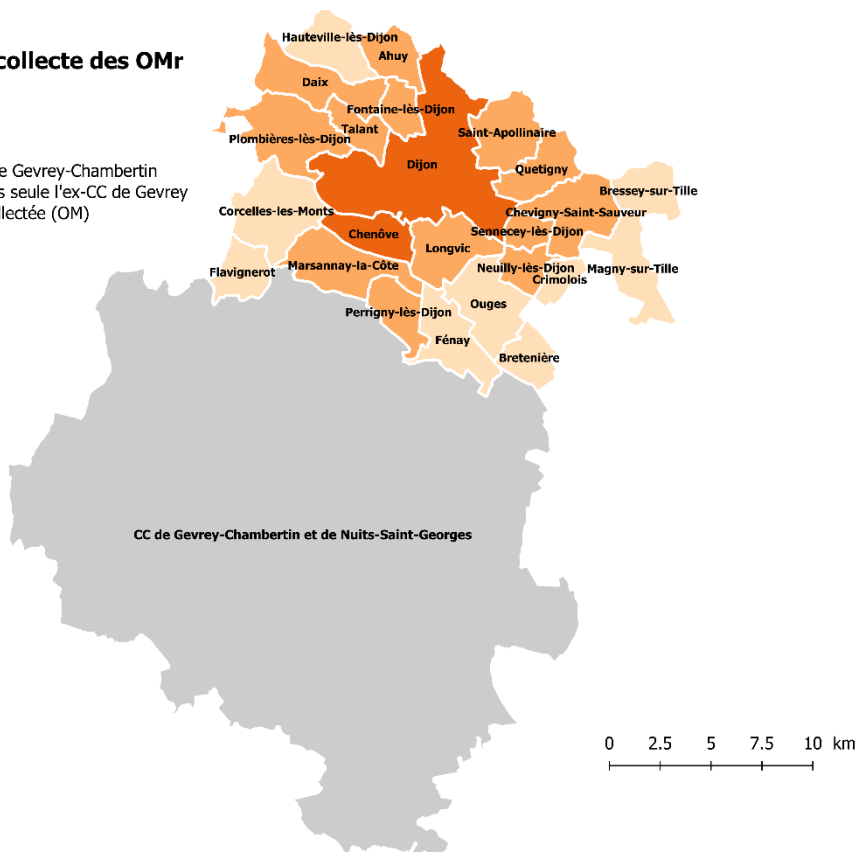 collecte des OMr
e Gevrey-Chambertin
s seule l'ex-CC de Gevrey
llectée (OM)
Hauteville-lès-Dijon
Ahuy
Daix
Fontaine-lès-Dijon
Talant
Plombières-lès-Dijon
Saint-Apollinaire
Dijon
Quetigny
Bressey-sur-Tille
Corcelles-les-Monts
Chevigny-Saint-Sauveur
Chenôve
Sennecey-lès-Dijon
Longvic
Flavignerot
Marsannay-la-Côte
Neuilly-lès-Dijon
Magny-sur-Tille
Crimolois
Ouges
Perrigny-lès-Dijon
Fénay
Bretenière
CC de Gevrey-Chambertin et de Nuits-Saint-Georges
0 2.5 5 7.5 10 km